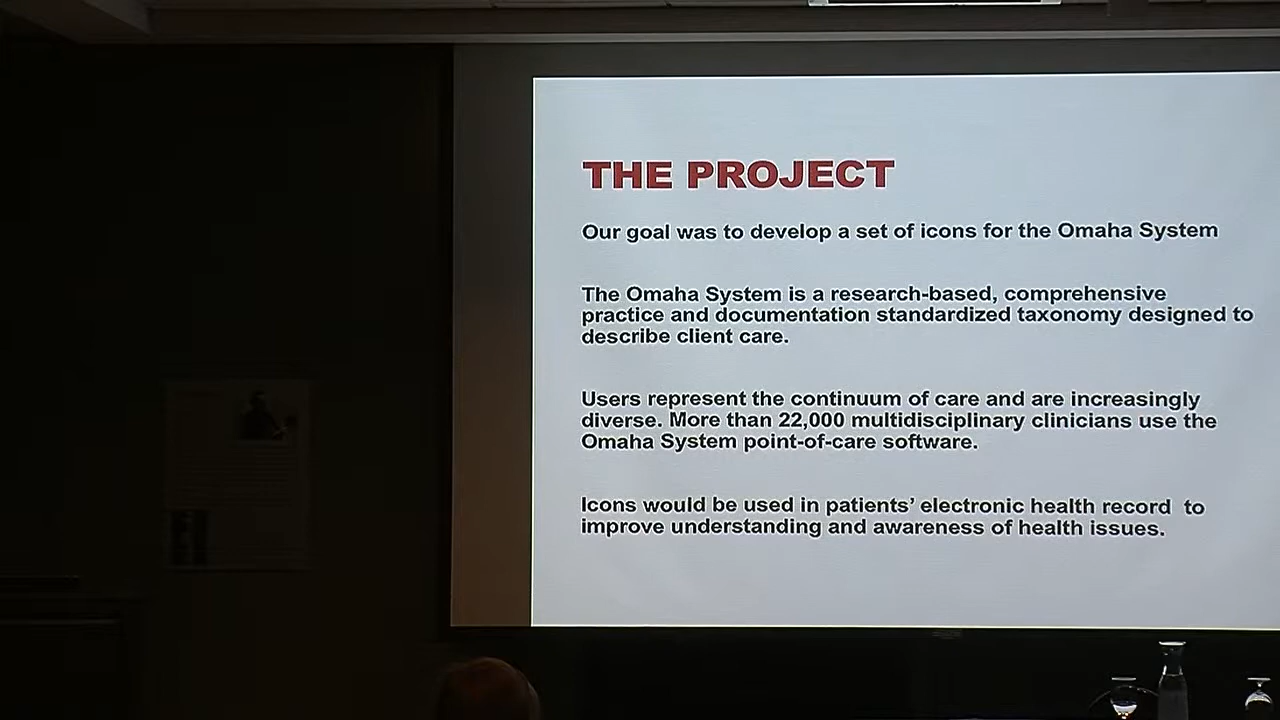 THE PROJECT
Our goal was to develop a set of icons for the Omaha System
The Omaha System is a research-based, comprehensive
practice and documentation standardized taxonomy designed to
describe client care.
Users represent the continuum of care and are increasingly
diverse. More than 22,000 multidisciplinary clinicians use the
Omaha System point-of-care software.
Icons would be used in patients’ electronic health record  to
improve understanding and awareness of health issues.